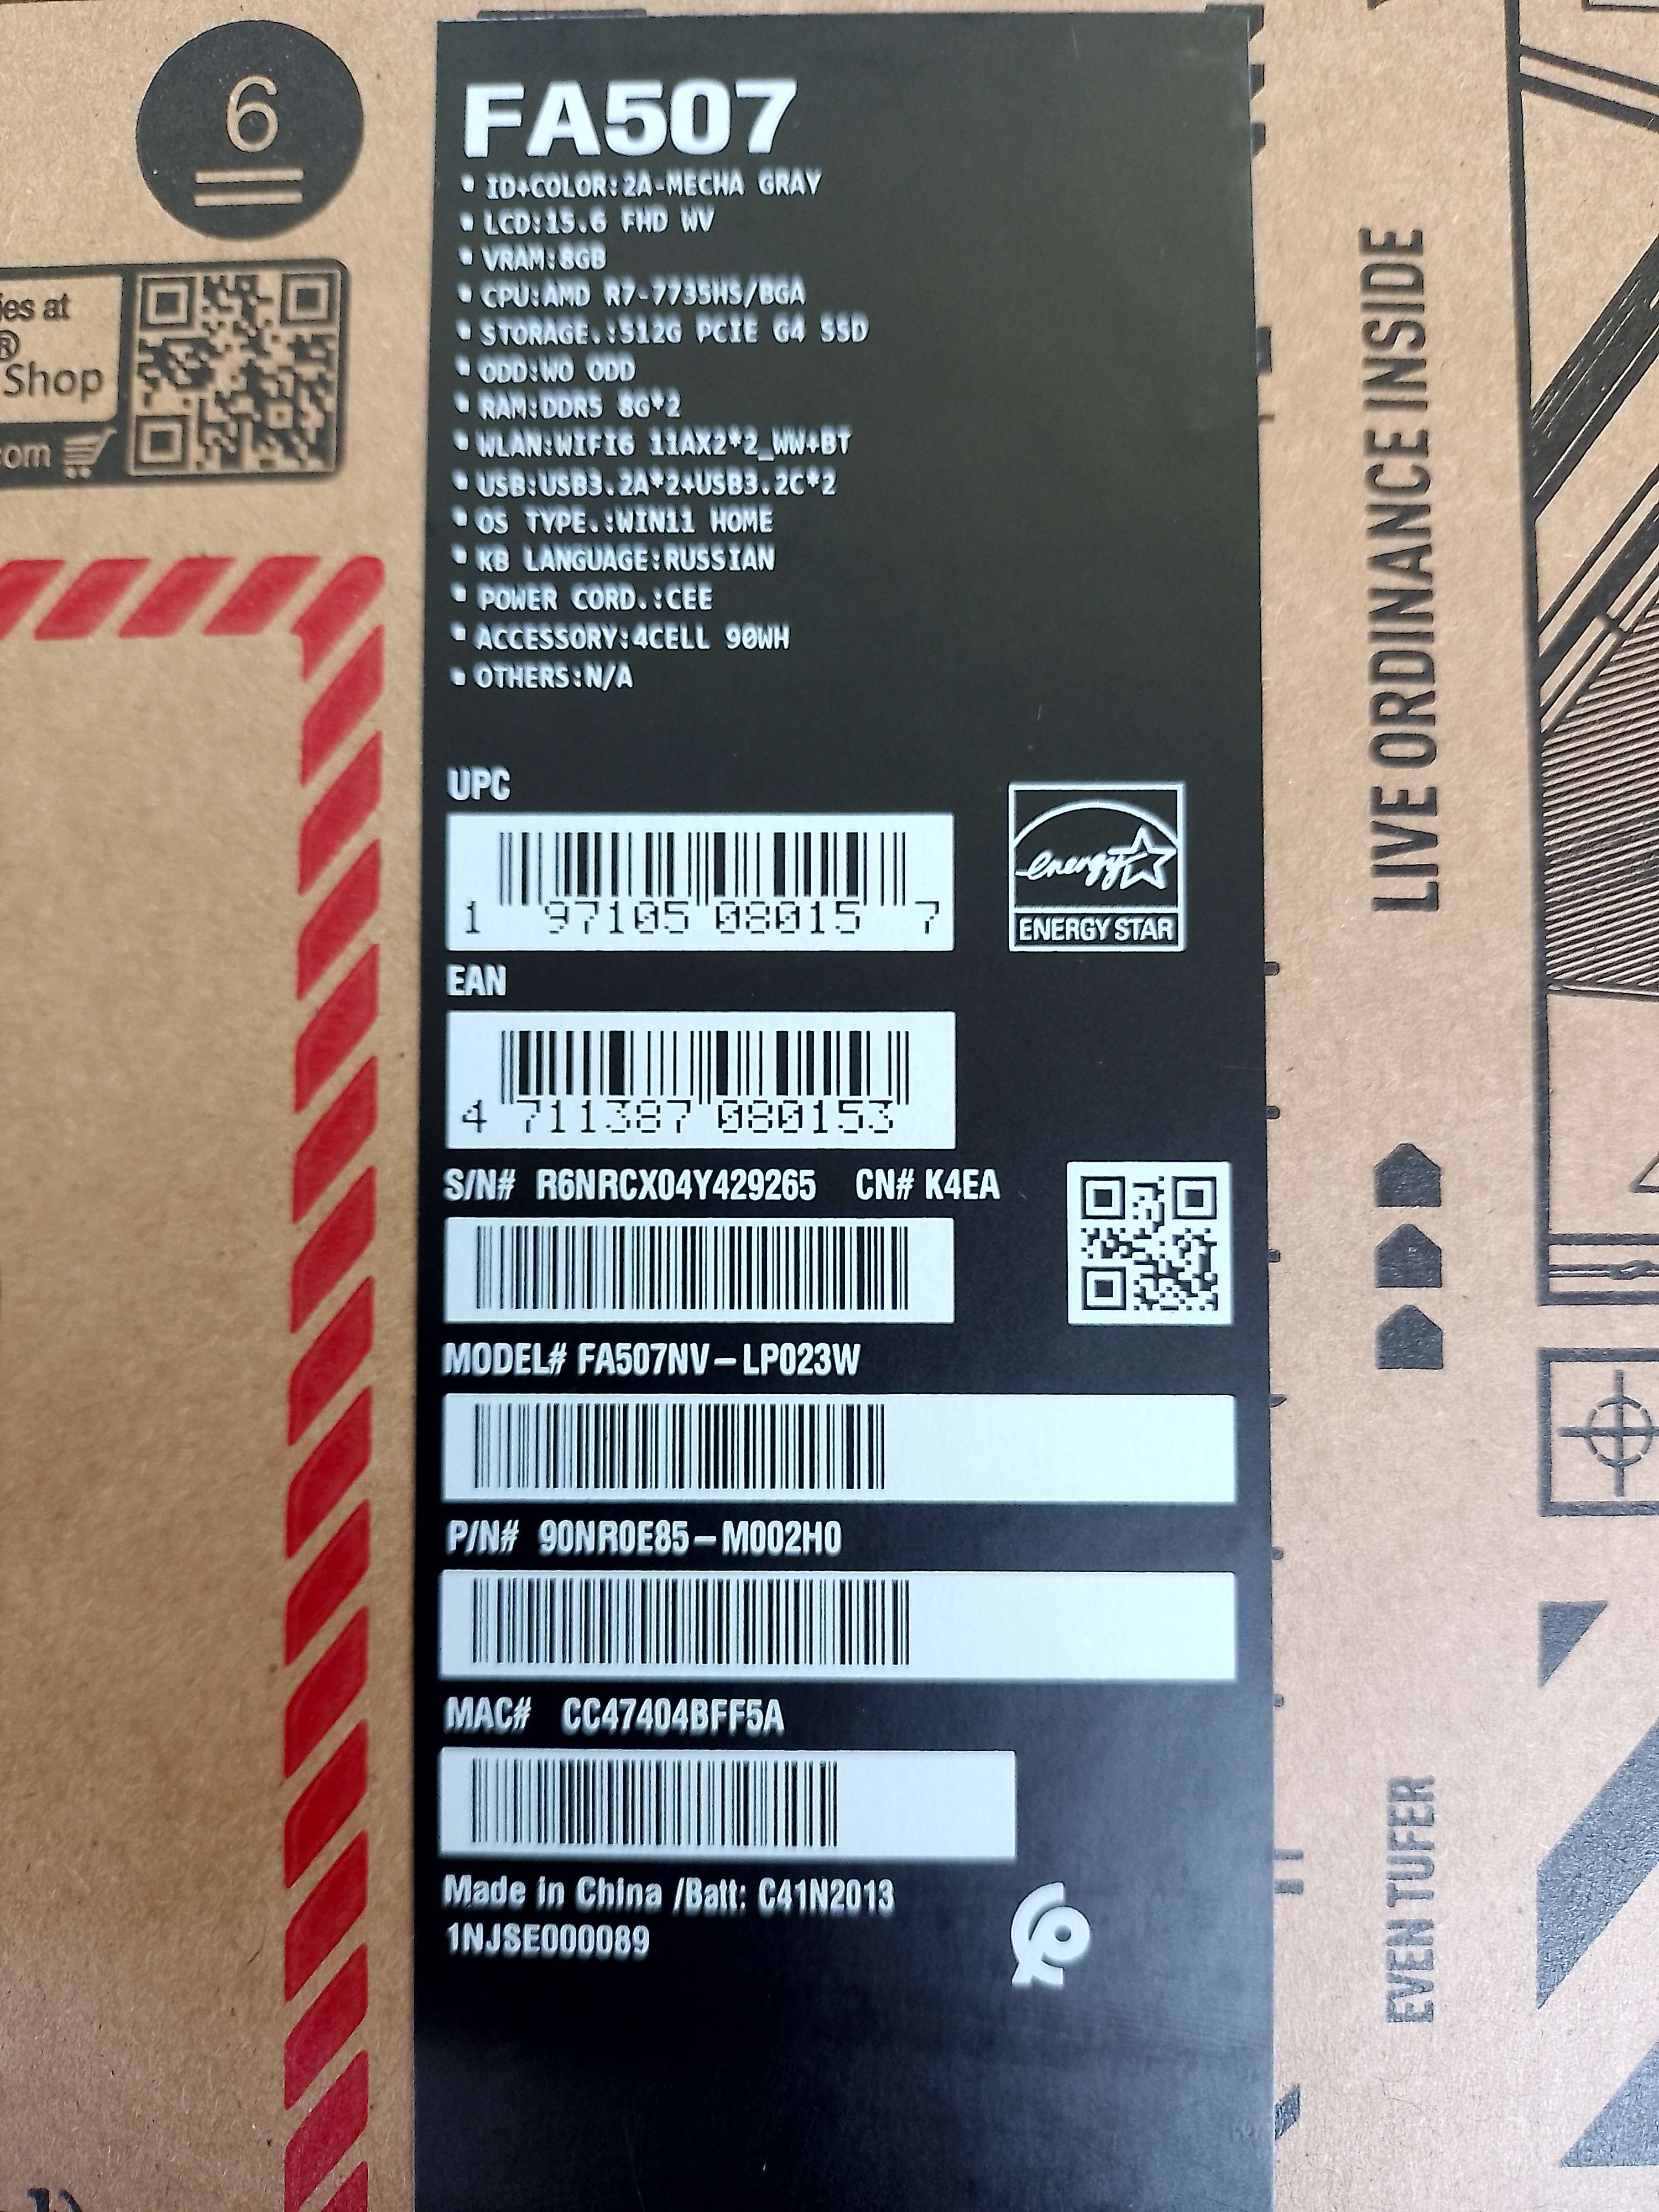 6
ies at
®
Shop
com
FA507
▪ ID+COLOR:2A-MECHA GRAY
▪ LCD:15.6 FHD WV
▪ VRAM:8GB
▪ CPU:AMD R7-7735HS/BGA
▪ STORAGE.:512G PCIE G4 SSD
▪ ODD:WO ODD
▪ RAM:DDR5 8G*2
▪ WLAN:WIFI6 11AX2*2_WW+BT
▪ USB:USB3.2A*2+USB3.2C*2
▪ OS TYPE.:WIN11 HOME
▪ KB LANGUAGE:RUSSIAN
▪ POWER CORD.:CEE
▪ ACCESSORY:4CELL 90WH
▪ OTHERS:N/A
UPC
1 97105 08015 7
energy
ENERGY STAR
EAN
4 711387 080153
S/N# R6NRCX04Y429265 CN# K4EA
MODEL# FA507NV-LP023W
P/N# 90NR0E85-M002H0
MAC# CC47404BFF5A
Made in China /Batt: C41N2013
1NJSE000089
LIVE ORDINANCE INSIDE
EVEN TUFER